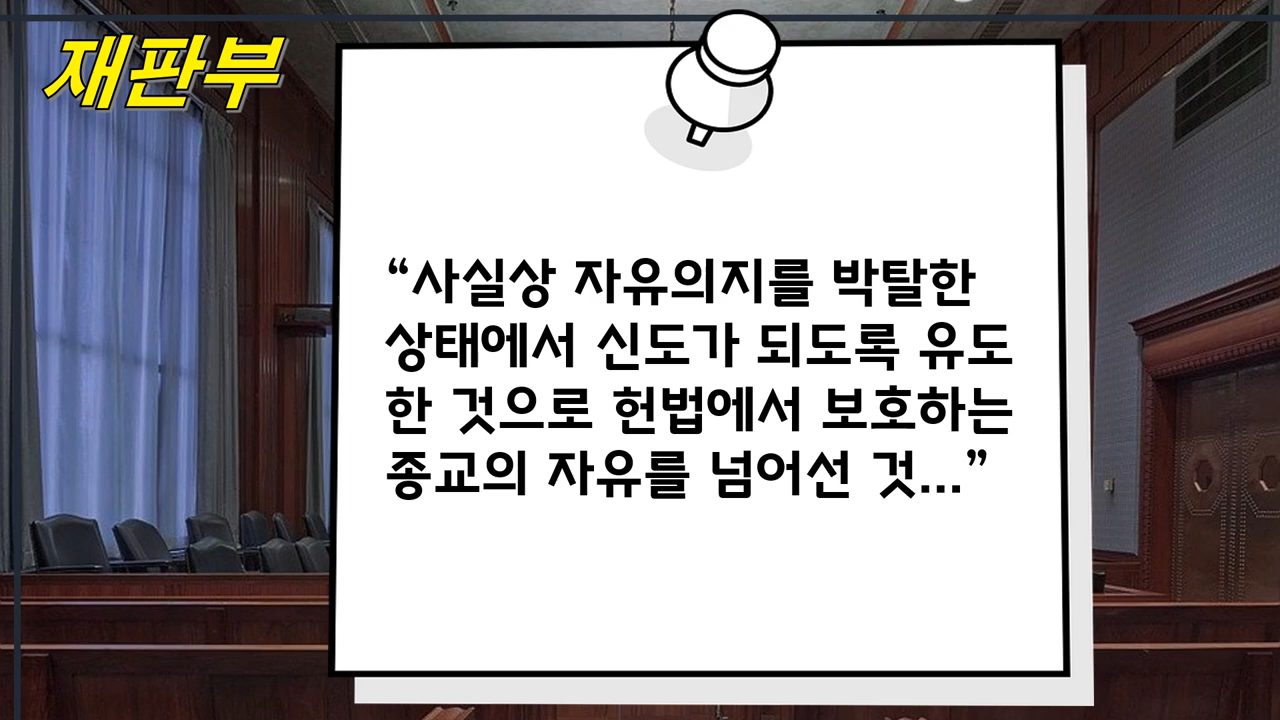 재판부
“사실상 자유의지를 박탈한
상태에서 신도가 되도록 유도
한 것으로 헌법에서 보호하는
종교의 자유를 넘어선 것...”